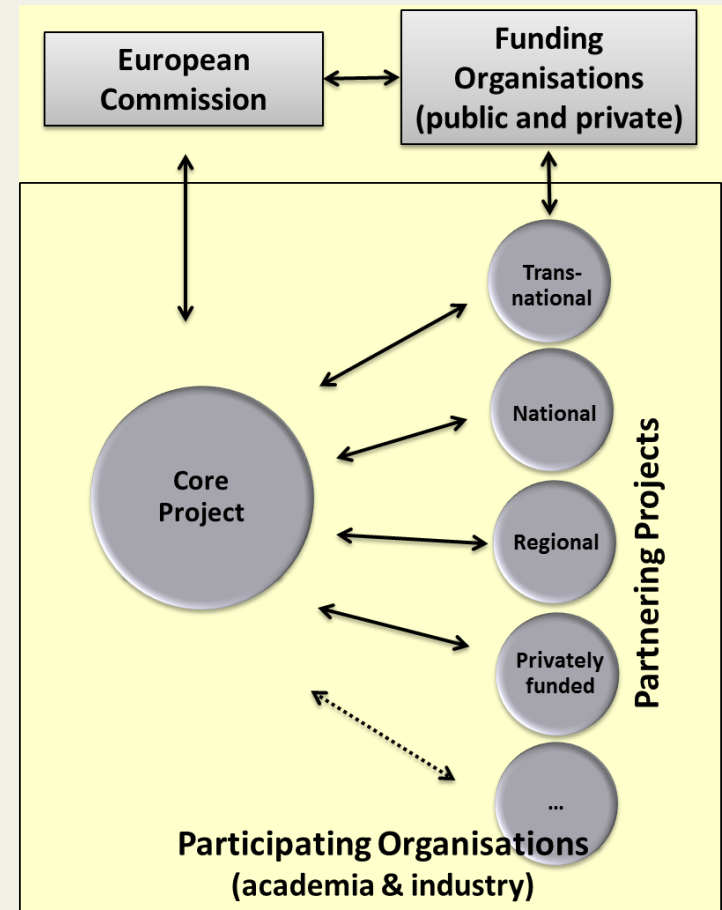 European
Commission
Funding
Organisations
(public and private)
Trans-
national
National
Core
Project
Regional
Privately
funded
Partnering Projects
...
Participating Organisations
(academia & industry)